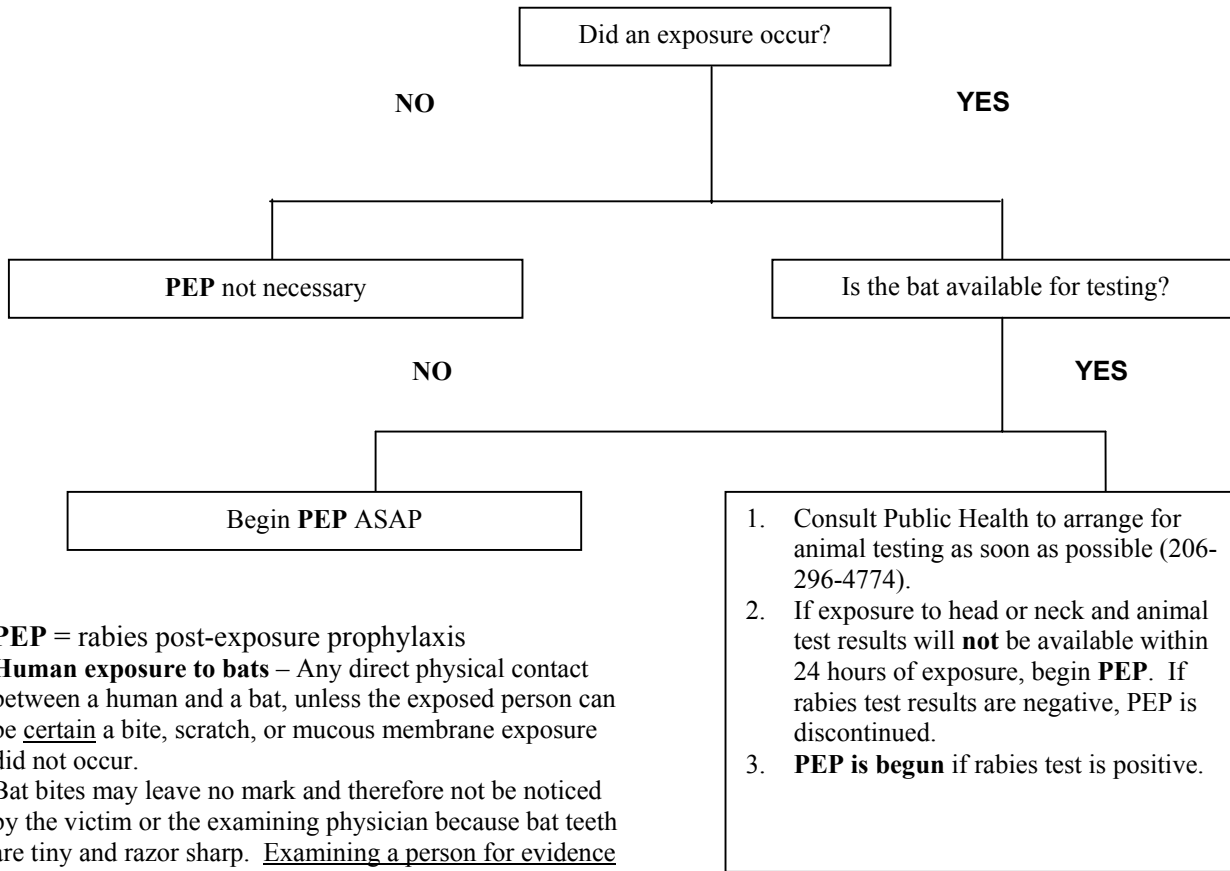 Did an exposure occur?
NO
YES
PEP not necessary
Is the bat available for testing?
NO
YES
Begin PEP ASAP
1. Consult Public Health to arrange for
animal testing as soon as possible (206-
296-4774).
2. If exposure to head or neck and animal
test results will not be available within
24 hours of exposure, begin PEP. If
rabies test results are negative, PEP is
discontinued.
3. PEP is begun if rabies test is positive.
PEP = rabies post-exposure prophylaxis
Human exposure to bats – Any direct physical contact
between a human and a bat, unless the exposed person can
be certain a bite, scratch, or mucous membrane exposure
did not occur.
Bat bites may leave no mark and therefore not be noticed
by the victim or the examining physician because bat teeth
are tiny and razor sharp. Examining a person for evidence